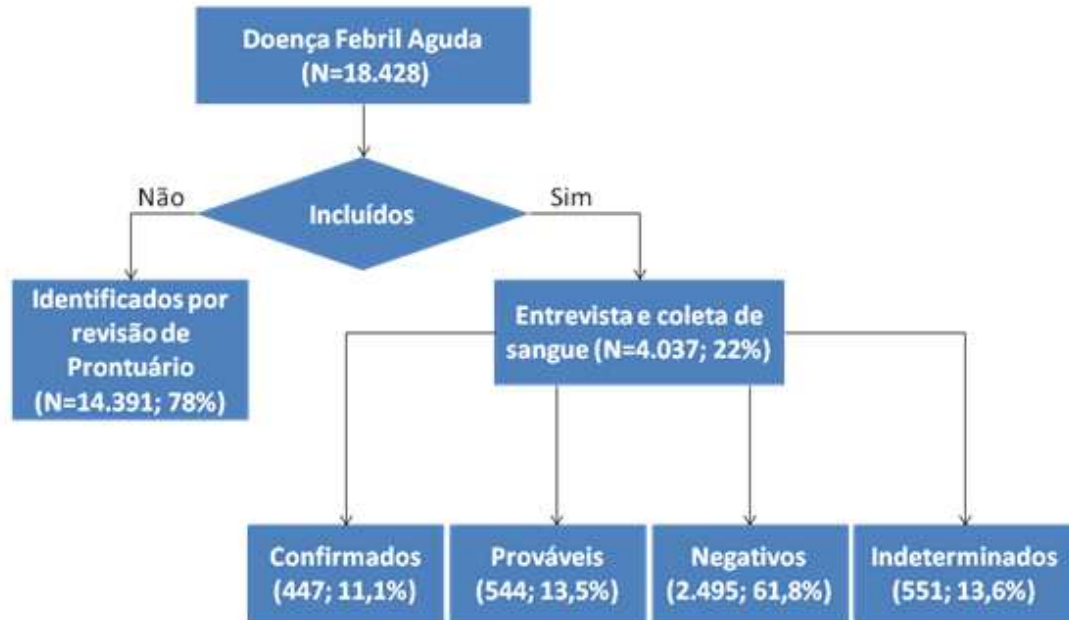 Doença Febril Aguda
(N=18.428)
Não
Incluídos
Sim
Identificados por
revisão de
Prontuário
(N=14.391; 78%)
Entrevista e coleta de
sangue (N=4.037; 22%)
Confirmados
(447; 11,1%)
Prováveis
(544; 13,5%)
Negativos
(2.495; 61,8%)
Indeterminados
(551; 13,6%)